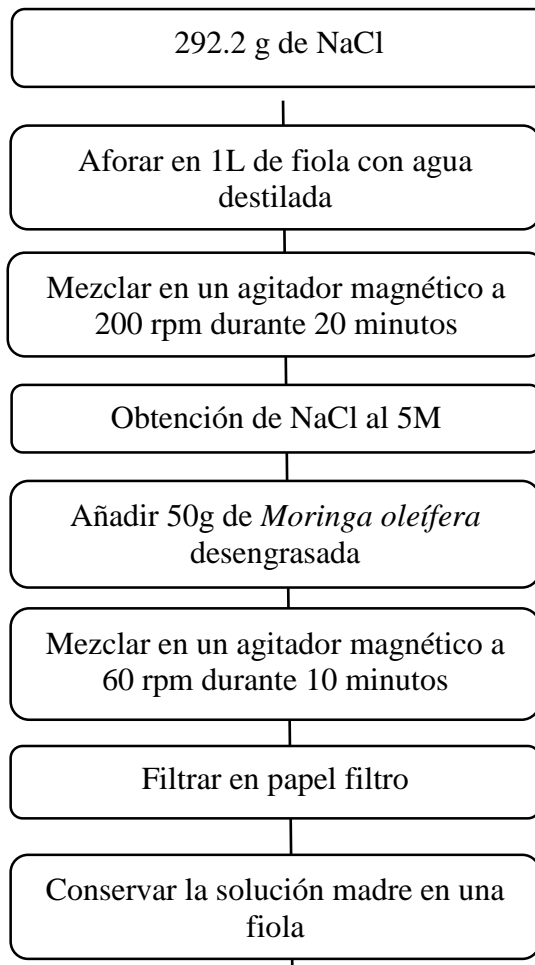 292.2 g de NaCl
Aforar en 1L de fiola con agua
destilada
Mezclar en un agitador magnético a
200 rpm durante 20 minutos
Obtención de NaCl al 5M
Añadir 50g de Moringa oleífera
desengrasada
Mezclar en un agitador magnético a
60 rpm durante 10 minutos
Filtrar en papel filtro
Conservar la solución madre en una
fiola